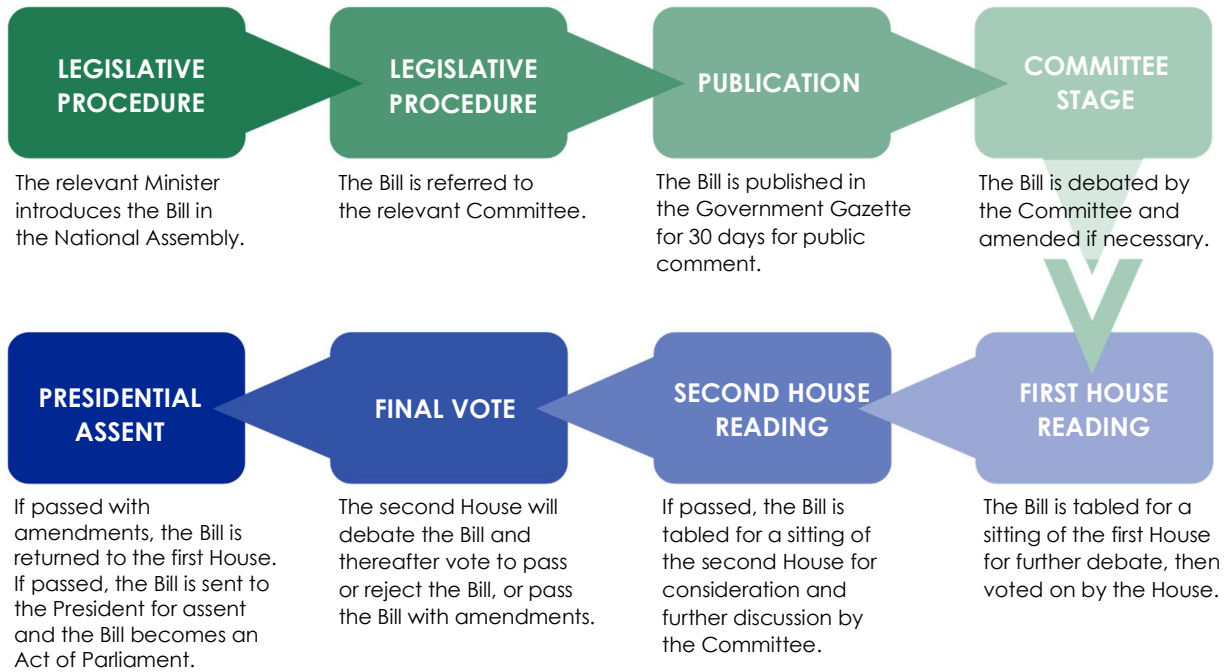 LEGISLATIVE
PROCEDURE
The relevant Minister
introduces the Bill in
the National Assembly.
LEGISLATIVE
PROCEDURE
The Bill is referred to
the relevant Committee.
PUBLICATION
The Bill is published in
the Government Gazette
for 30 days for public
comment.
COMMITTEE
STAGE
The Bill is debated by
the Committee and
amended if necessary.
FIRST HOUSE
READING
The Bill is tabled for a
sitting of the first House
for further debate, then
voted on by the House.
SECOND HOUSE
READING
If passed, the Bill is
tabled for a sitting of
the second House for
consideration and
further discussion by
the Committee.
FINAL VOTE
The second House will
debate the Bill and
thereafter vote to pass
or reject the Bill, or pass
the Bill with amendments.
PRESIDENTIAL
ASSENT
If passed with
amendments, the Bill is
returned to the first House.
If passed, the Bill is sent to
the President for assent
and the Bill becomes an
Act of Parliament.